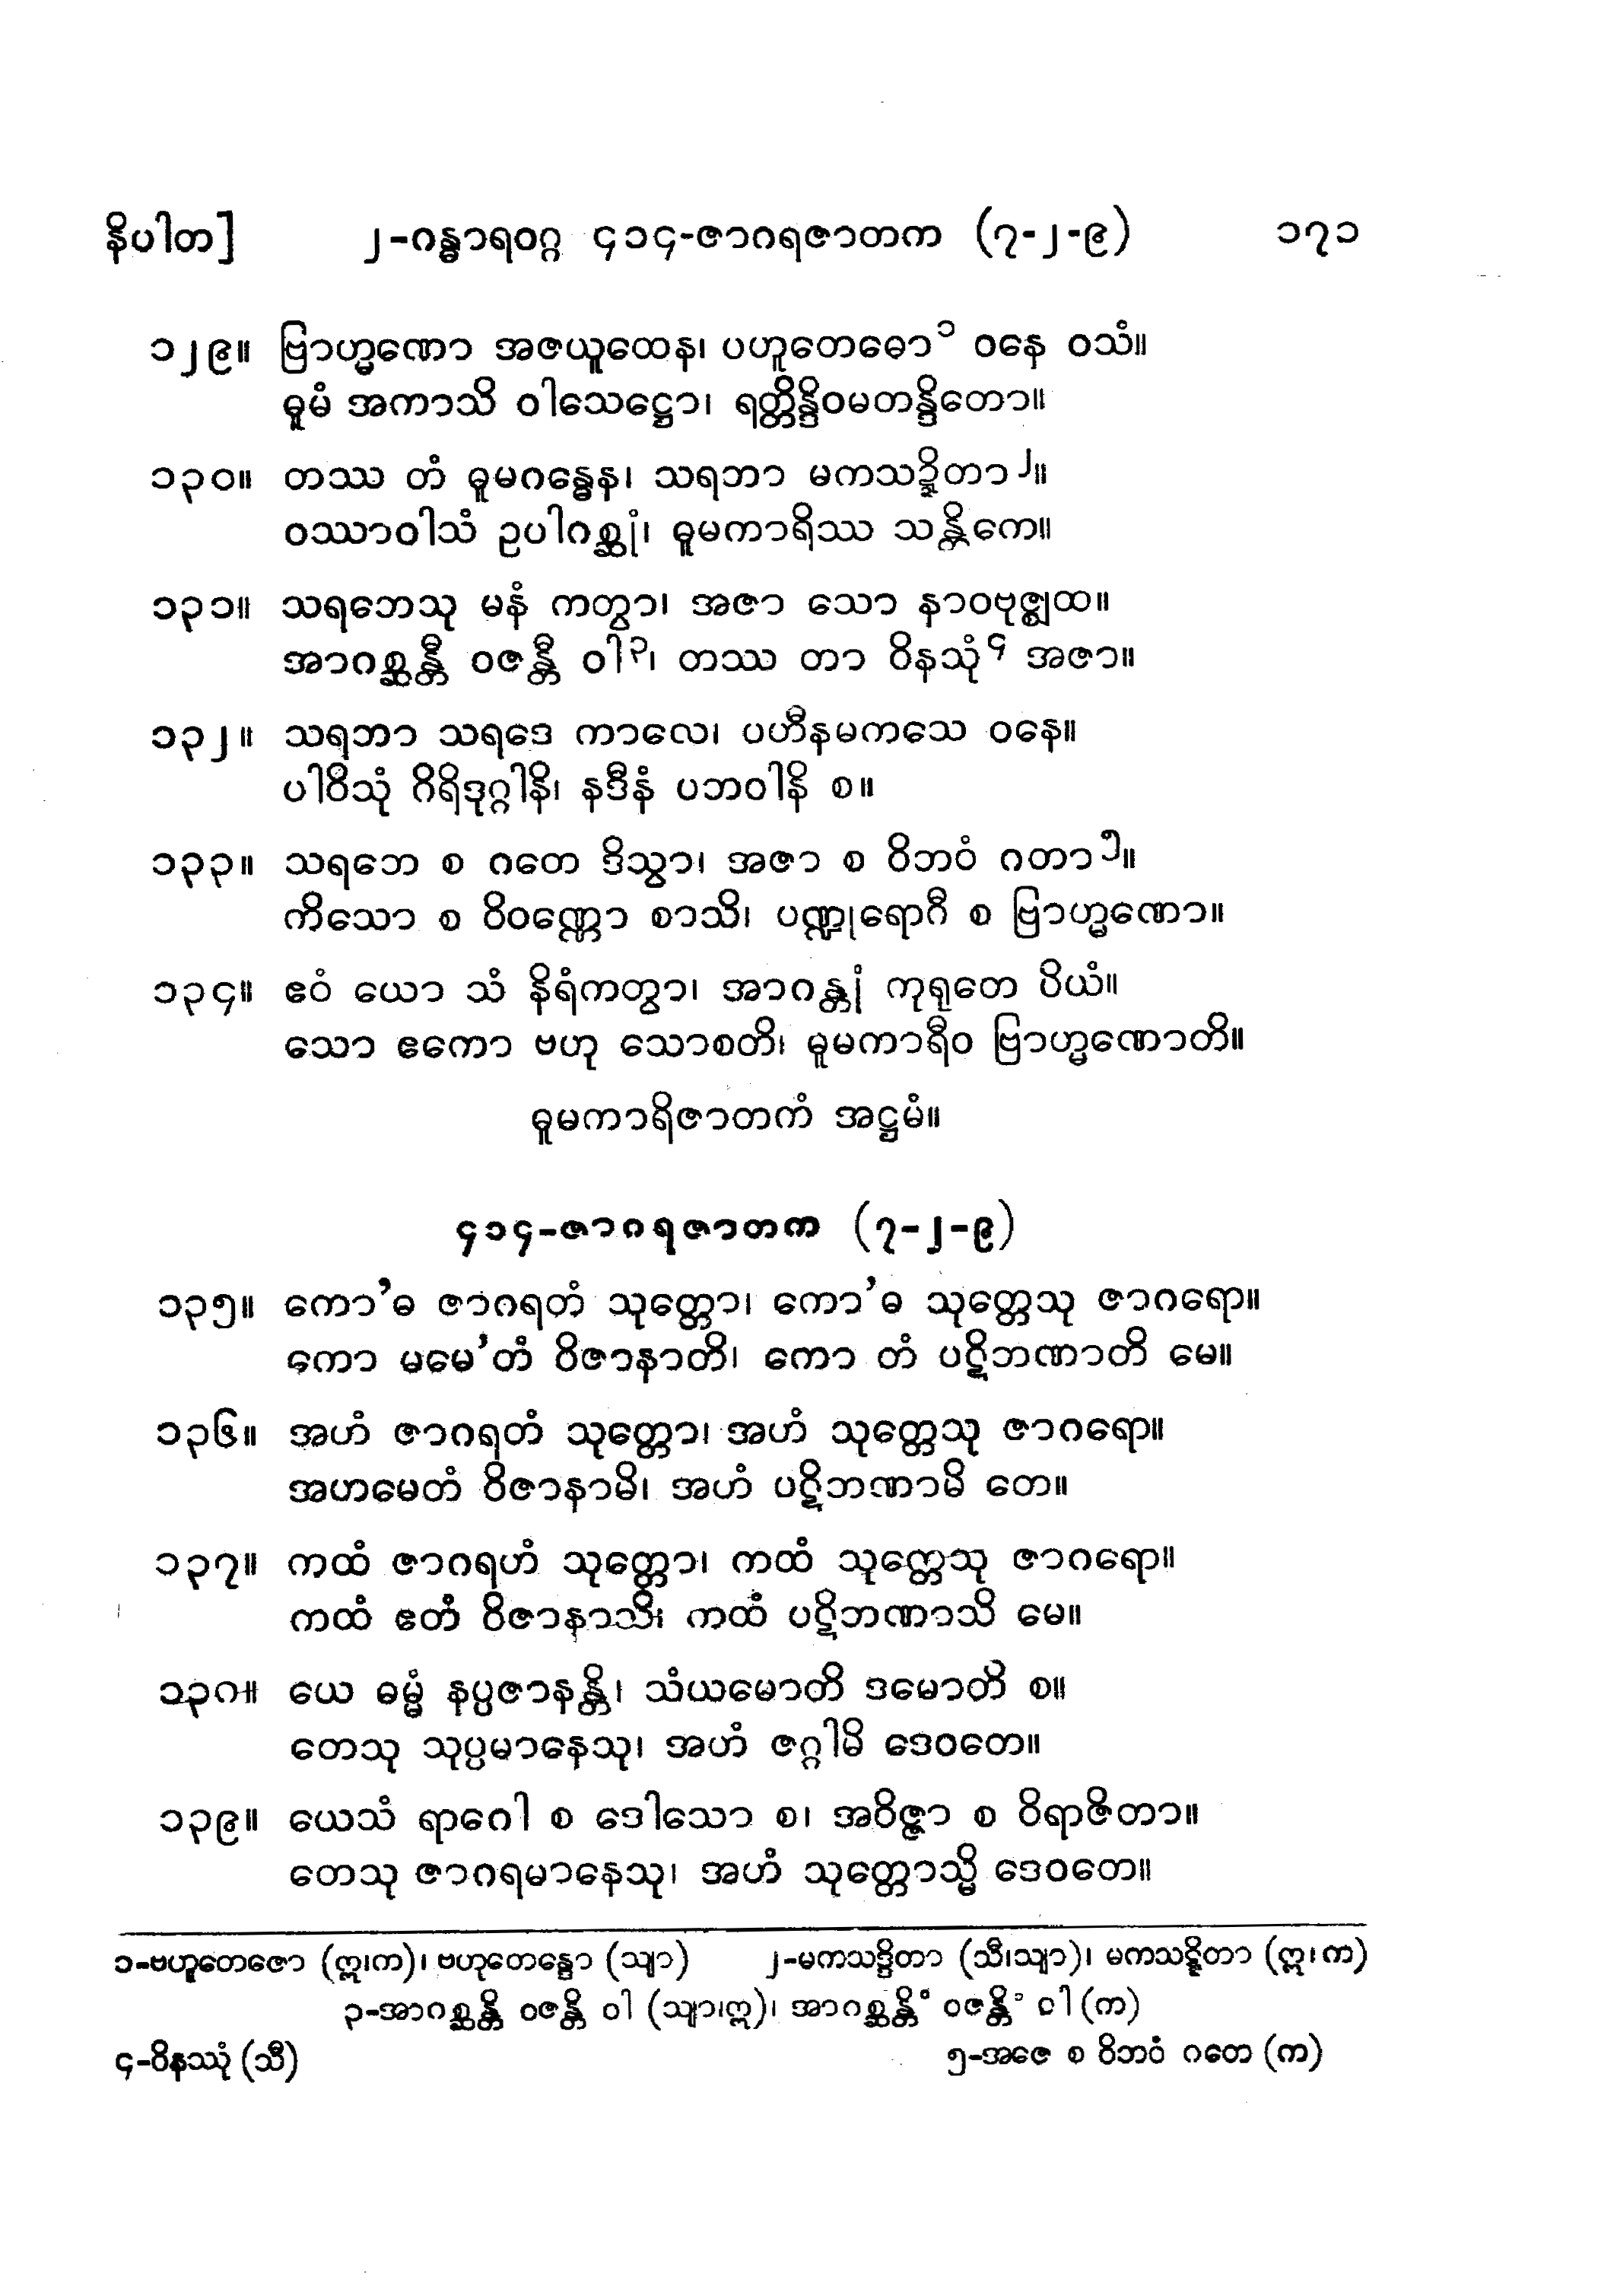 နိပါတ] ၂-ဂန္ဓာရဝဂ္ဂ ၄၁၄-ဇာဂရဇာတက (၇-၂-၉) ၁၇၁
၁၂၉။ ဗြာဟ္မဏော အဇယူထေန၊ ပဟူတေဓော၁ ဝနေ ဝသံ။
ဓူမံ အကာသိ ဝါသေဋ္ဌော၊ ရတ္တိန္ဒိဝမတန္ဒိတော။
၁၃၀။ တဿ တံ ဓူမဂန္ဓေန၊ သရဘာ မကသဍ္ဍိတာ၂။
ဝဿာဝါသံ ဥပါဂစ္ဆုံ၊ ဓူမကာရိဿ သန္တိကေ။
၁၃၁။ သရဘေသု မနံ ကတွာ၊ အဇာ သော နာဝဗုဇ္ဈထ။
အာဂစ္ဆန္တီ ဝဇန္တီ ဝါ၃၊ တဿ တာ ဝိနသုံ၄ အဇာ။
၁၃၂။ သရဘာ သရဒေ ကာလေ၊ ပဟီနမကသေ ဝနေ။
ပါဝိသုံ ဂိရိဒုဂ္ဂါနိ၊ နဒီနံ ပဘဝါနိ စ။
၁၃၃။ သရဘေ စ ဂတေ ဒိသွာ၊ အဇာ စ ဝိဘဝံ ဂတာ၅။
ကိသော စ ဝိဝဏ္ဏော စာသိ၊ ပဏ္ဍုရောဂီ စ ဗြာဟ္မဏော။
၁၃၄။ ဧဝံ ယော သံ နိရံကတွာ၊ အာဂန္တုံ ကုရုတေ ပိယံ။
သော ဧကော ဗဟု သောစတိ၊ ဓူမကာရီဝ ဗြာဟ္မဏောတိ။
ဓူမကာရိဇာတကံ အဋ္ဌမံ။
၄၁၄-ဇာဂရဇာတက (၇-၂-၉)
၁၃၅။ ကော’ဓ ဇာဂရတံ သုတ္တော၊ ကော’ဓ သုတ္တေသု ဇာဂရော။
ကော မမေ’တံ ဝိဇာနာတိ၊ ကော တံ ပဋိဘဏာတိ မေ။
၁၃၆။ အဟံ ဇာဂရတံ သုတ္တော၊ အဟံ သုတ္တေသု ဇာဂရော။
အဟမေတံ ဝိဇာနာမိ၊ အဟံ ပဋိဘဏာမိ တေ။
၁၃၇။ ကထံ ဇာဂရဟံ သုတ္တော၊ ကထံ သုတ္တေသု ဇာဂရော။
ကထံ ဧတံ ဝိဇာနာသိ၊ ကထံ ပဋိဘဏာသိ မေ။
၁၃၈။ ယေ ဓမ္မံ နပ္ပဇာနန္တိ၊ သံယမောတိ ဒမောတိ စ။
တေသု သုပ္ပမာနေသု၊ အဟံ ဇဂ္ဂါမိ ဒေဝတေ။
၁၃၉။ ယေသံ ရာဂေါ စ ဒေါသော စ၊ အဝိဇ္ဇာ စ ဝိရာဇိတာ။
တေသု ဇာဂရမာနေသု၊ အဟံ သုတ္တောသ္မိ ဒေဝတေ။
၁-ဗဟူတေဇော (ဣ၊က)၊ ဗဟုတေန္ဒော (သျာ) ၂-မကသဒ္ဒိတာ (သီ၊သျာ)၊ မကသဋ္ဋိတာ (ဣ၊က)
၃-အာဂစ္ဆန္တိ ဝဇန္တိ ဝါ (သျာ၊ဣ)၊ အာဂစ္ဆန္တိံ ဝဇန္တိံ ဝါ (က)
၄-ဝိနဿုံ (သီ) ၅-အဇေ စ ဝိဘဝံ ဂတေ (က)